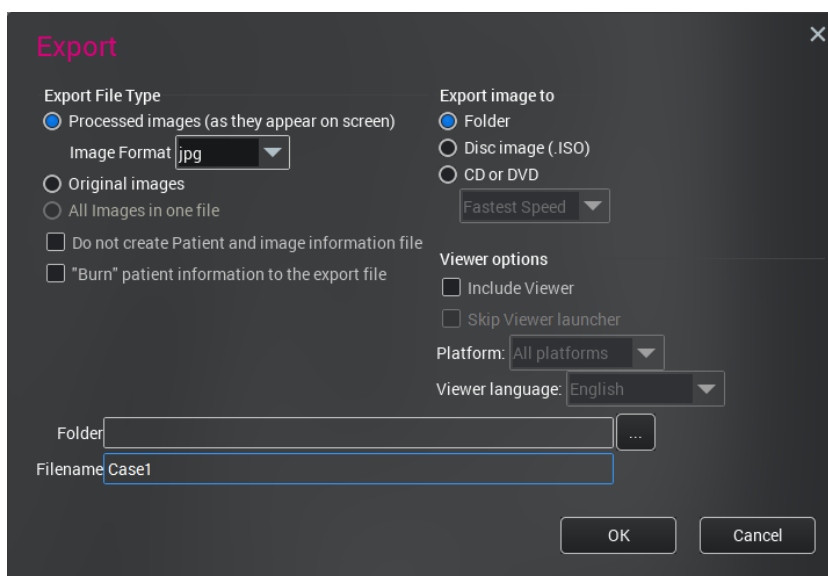 Export
Export File Type
Processed images (as they appear on screen)
Image Format jpg
Original images
All Images in one file
Do not create Patient and image information file
"Burn" patient information to the export file
Export image to
Folder
Disc image (.ISO)
CD or DVD
Fastest Speed
Viewer options
Include Viewer
Skip Viewer launcher
Platform: All platforms
Viewer language: English
Folder ...
Filename Case1
OK Cancel